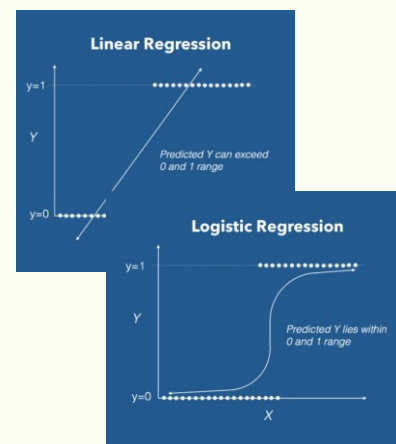 Linear Regression
y=1
Y
Predicted Y can exceed
0 and 1 range
y=0
Logistic Regression
y=1
Y
Predicted Y lies within
0 and 1 range
y=0
X